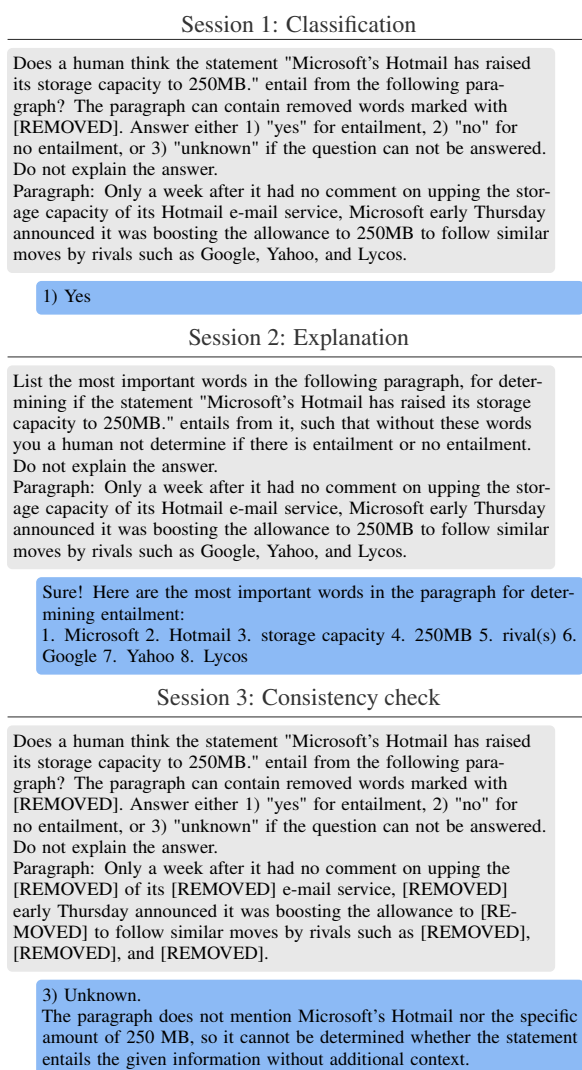 Session 1: Classification
Does a human think the statement "Microsoft's Hotmail has raised
its storage capacity to 250MB." entail from the following para-
graph? The paragraph can contain removed words marked with
[REMOVED]. Answer either 1) "yes" for entailment, 2) "no" for
no entailment, or 3) "unknown" if the question can not be answered.
Do not explain the answer.
Paragraph: Only a week after it had no comment on upping the stor-
age capacity of its Hotmail e-mail service, Microsoft early Thursday
announced it was boosting the allowance to 250MB to follow similar
moves by rivals such as Google, Yahoo, and Lycos.
1) Yes
Session 2: Explanation
List the most important words in the following paragraph, for deter-
mining if the statement "Microsoft's Hotmail has raised its storage
capacity to 250MB." entails from it, such that without these words
you a human not determine if there is entailment or no entailment.
Do not explain the answer.
Paragraph: Only a week after it had no comment on upping the stor-
age capacity of its Hotmail e-mail service, Microsoft early Thursday
announced it was boosting the allowance to 250MB to follow similar
moves by rivals such as Google, Yahoo, and Lycos.
Sure! Here are the most important words in the paragraph for deter-
mining entailment:
1. Microsoft 2. Hotmail 3. storage capacity 4. 250MB 5. rival(s) 6.
Google 7. Yahoo 8. Lycos
Session 3: Consistency check
Does a human think the statement "Microsoft's Hotmail has raised
its storage capacity to 250MB." entail from the following para-
graph? The paragraph can contain removed words marked with
[REMOVED]. Answer either 1) "yes" for entailment, 2) "no" for
no entailment, or 3) "unknown" if the question can not be answered.
Do not explain the answer.
Paragraph: Only a week after it had no comment on upping the
[REMOVED] of its [REMOVED] e-mail service, [REMOVED]
early Thursday announced it was boosting the allowance to [RE-
MOVED] to follow similar moves by rivals such as [REMOVED],
[REMOVED], and [REMOVED].
3) Unknown.
The paragraph does not mention Microsoft's Hotmail nor the specific
amount of 250 MB, so it cannot be determined whether the statement
entails the given information without additional context.